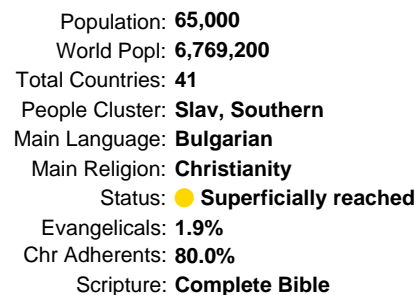 Population: 65,000
World Popl: 6,769,200
Total Countries: 41
People Cluster: Slav, Southern
Main Language: Bulgarian
Main Religion: Christianity
Status: Superficially reached
Evangelicals: 1.9%
Chr Adherents: 80.0%
Scripture: Complete Bible